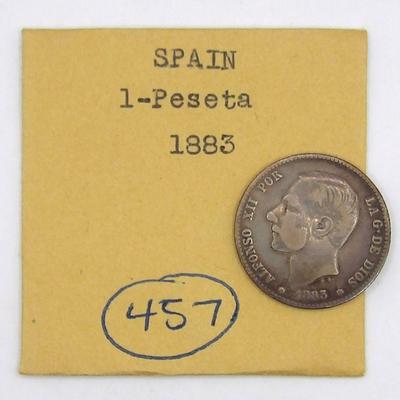 SPAIN
1-Peseta
1883
ALFONSO XII POR LA G. DE DIOS
1883
457